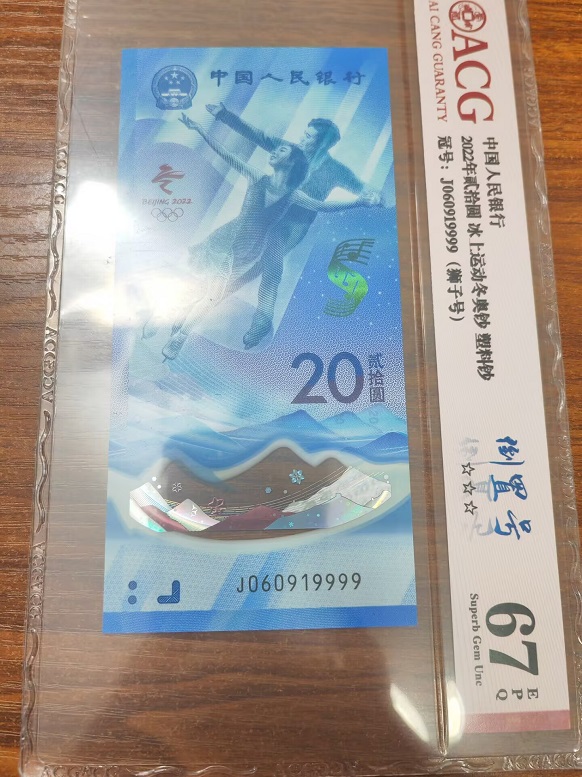 中国人民银行
BEIJING 2022
20
贰拾圆
J060919999
ACG
AI CANG GUARANTY
中国人民银行
2022年贰拾圆 冰上运动冬奥钞 塑料钞
冠号：J060919999（狮子号）
倒置号
☆☆☆
67
EPQ
Superb Gem Unc
ACGACG